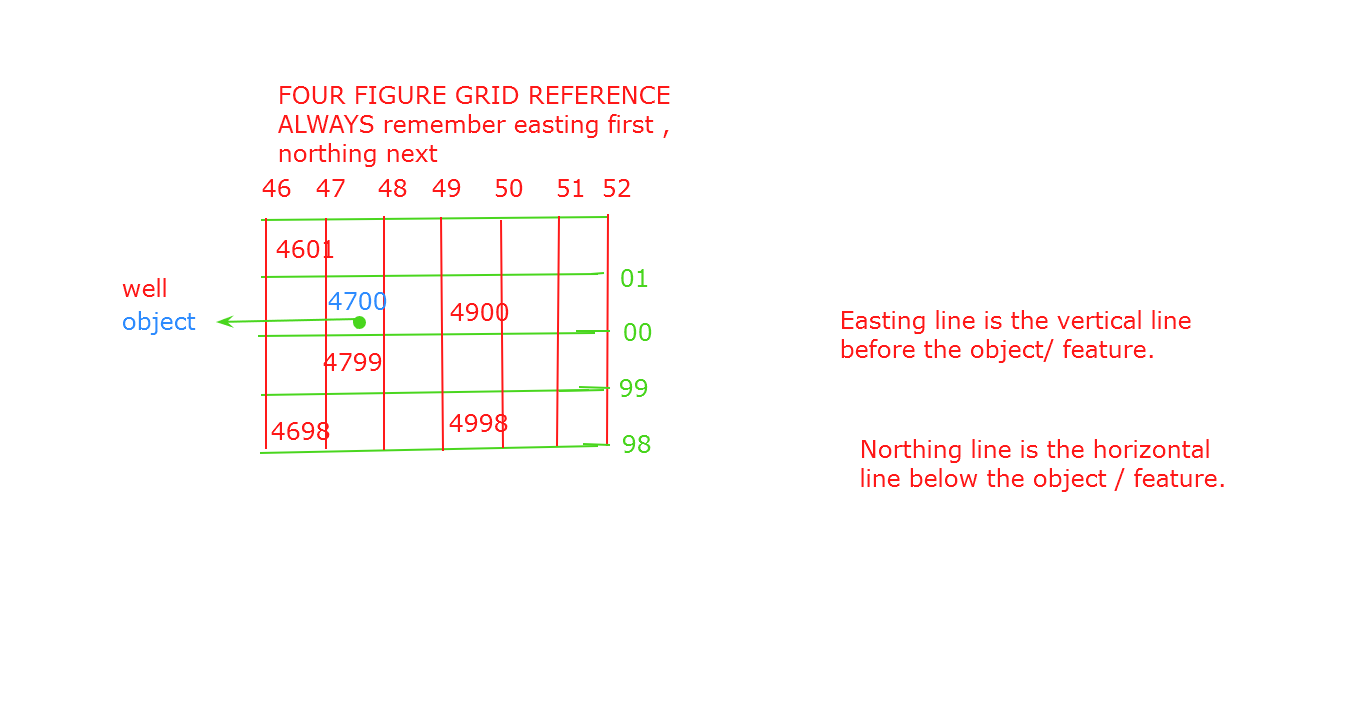 FOUR FIGURE GRID REFERENCE
ALWAYS remember easting first ,
northing next
46 47 48 49 50 51 52
4601
01
well
4700
4900
object
00
Easting line is the vertical line
before the object/ feature.
4799
99
4698
4998
98
Northing line is the horizontal
line below the object / feature.